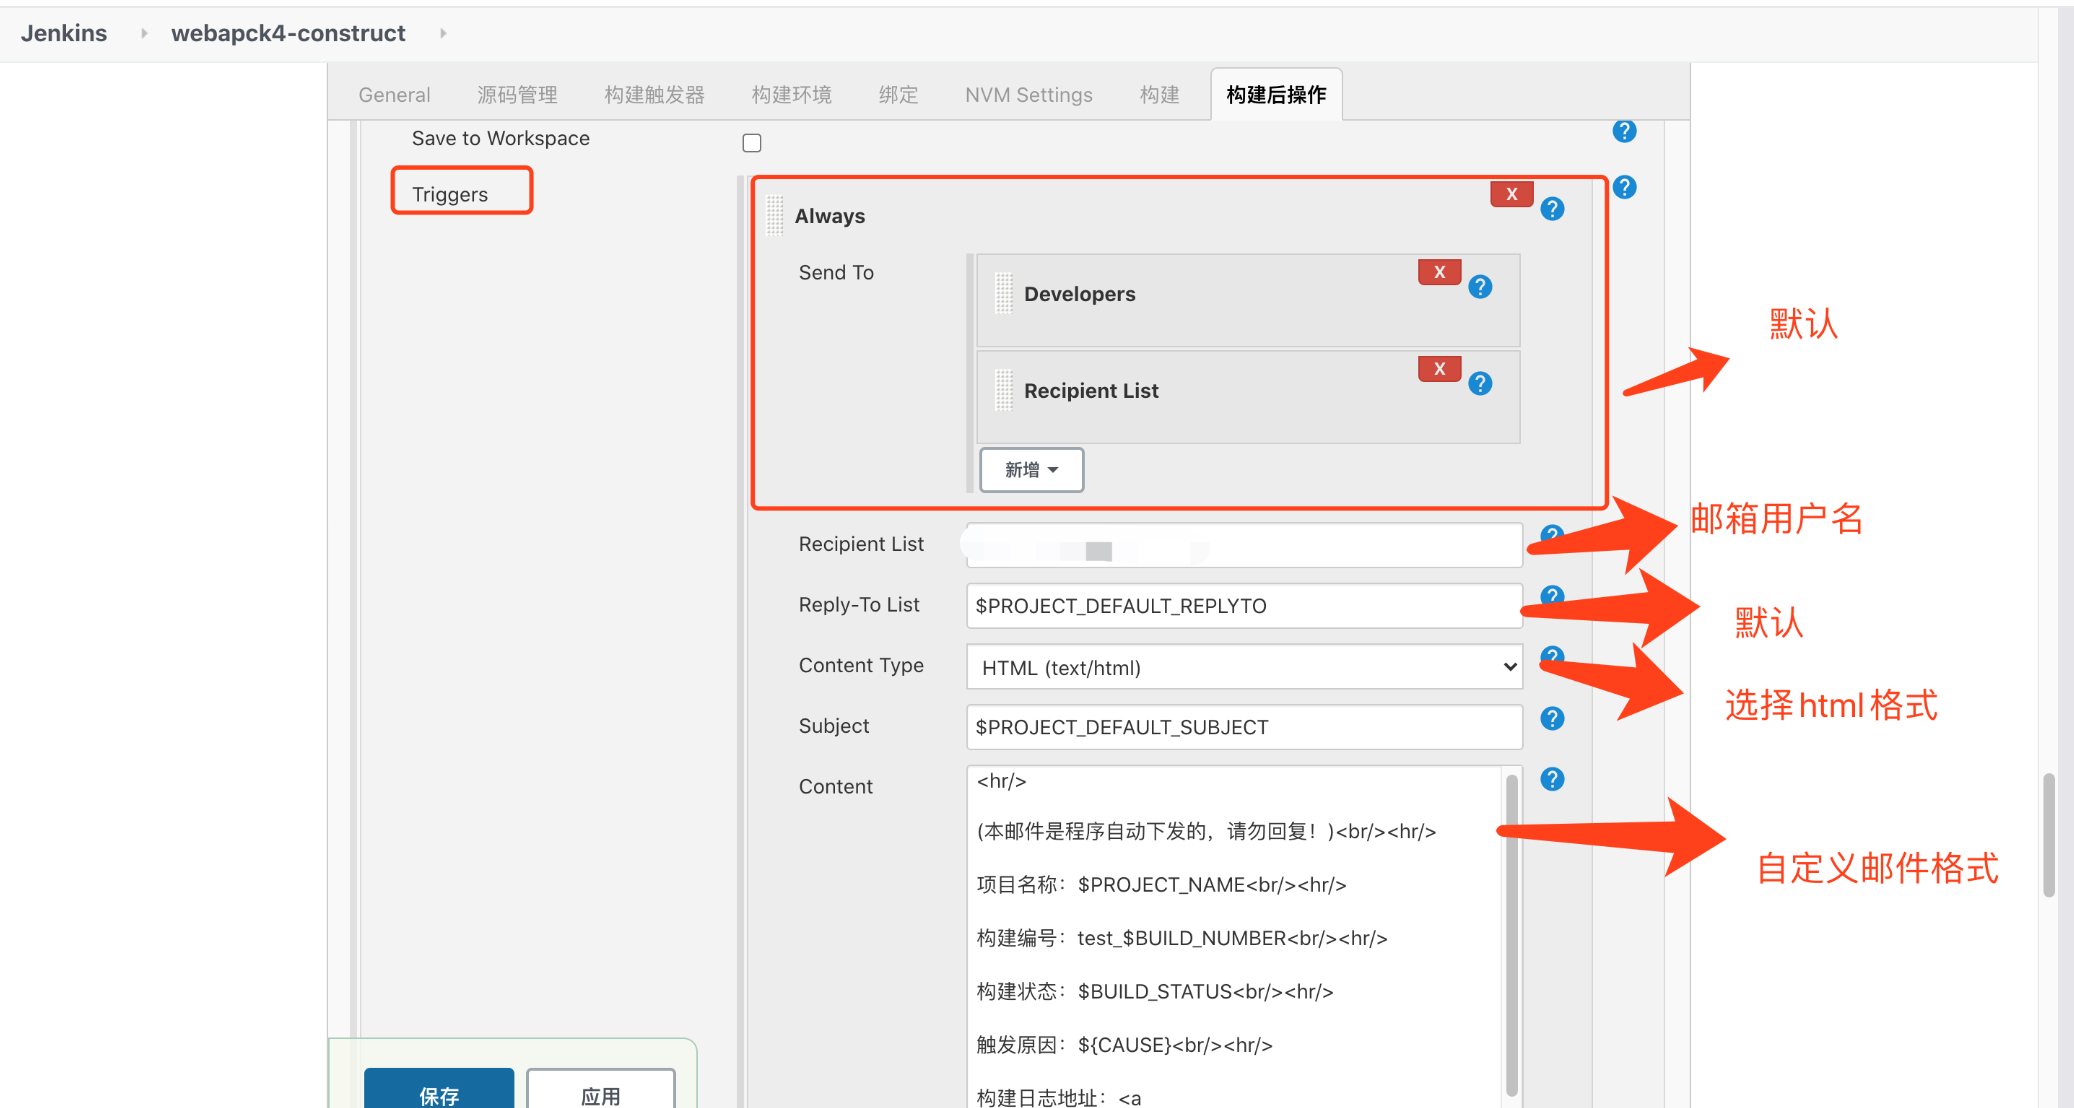 Jenkins webapck4-construct
General 源码管理 构建触发器 构建环境 绑定 NVM Settings 构建 构建后操作
Save to Workspace ?
Triggers X ? ?
Always
Send To X ?
Developers
默认
X ?
Recipient List
新增
邮箱用户名
Recipient List ?
Reply-To List $PROJECT_DEFAULT_REPLYTO ?
默认
Content Type HTML (text/html) ?
选择html格式
Subject $PROJECT_DEFAULT_SUBJECT ?
Content <hr/> ?
(本邮件是程序自动下发的，请勿回复！)<br/><hr/>
自定义邮件格式
项目名称：$PROJECT_NAME<br/><hr/>
构建编号：test_$BUILD_NUMBER<br/><hr/>
构建状态：$BUILD_STATUS<br/><hr/>
触发原因：${CAUSE}<br/><hr/>
构建日志地址：<a
保存 应用